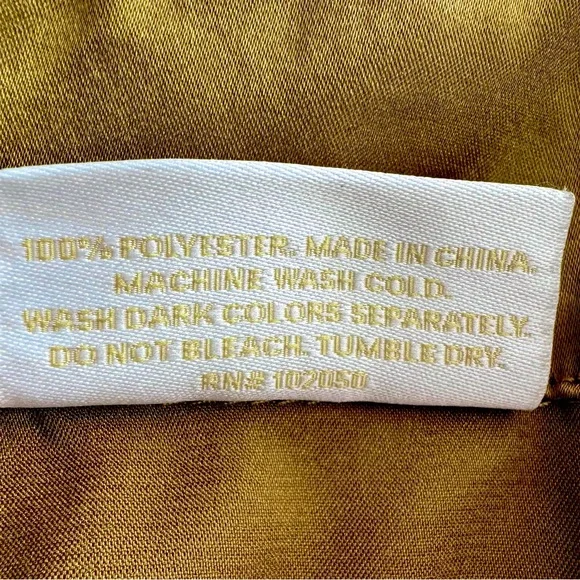 100% POLYESTER. MADE IN CHINA.
MACHINE WASH COLD.
WASH DARK COLORS SEPARATELY.
DO NOT BLEACH. TUMBLE DRY.
RN# 102050